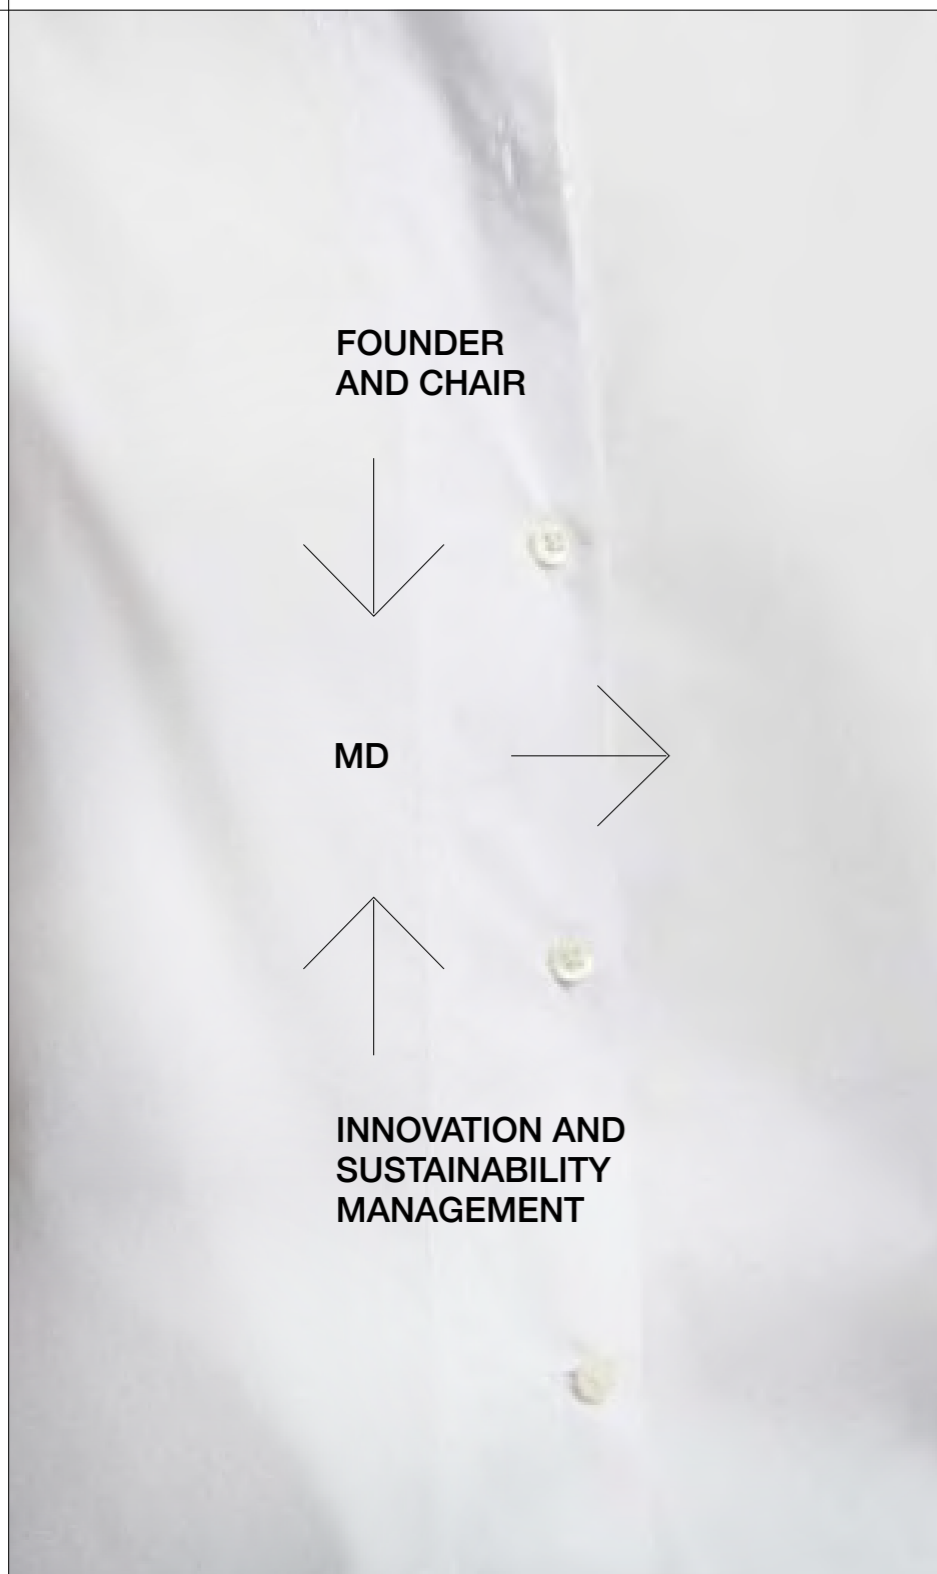 FOUNDER
AND CHAIR
MD
INNOVATION AND
SUSTAINABILITY
MANAGEMENT